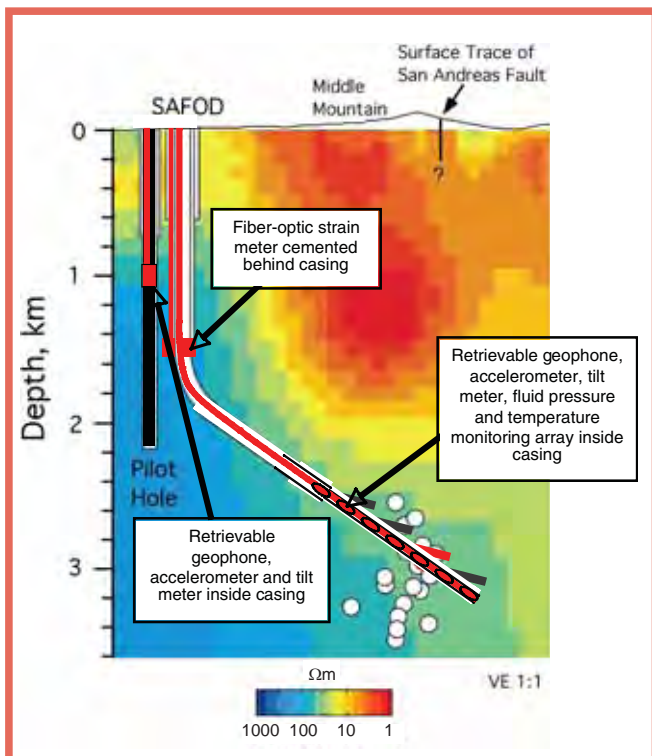 Surface Trace of
San Andreas Fault
Middle
Mountain
SAFOD
0
?
Fiber-optic strain
meter cemented
behind casing
1
Retrievable geophone,
accelerometer, tilt
meter, fluid pressure
and temperature
monitoring array inside
casing
Depth, km
2
Pilot
Hole
Retrievable
geophone,
accelerometer and tilt
meter inside casing
3
Ωm
VE 1:1
1000 100 10 1